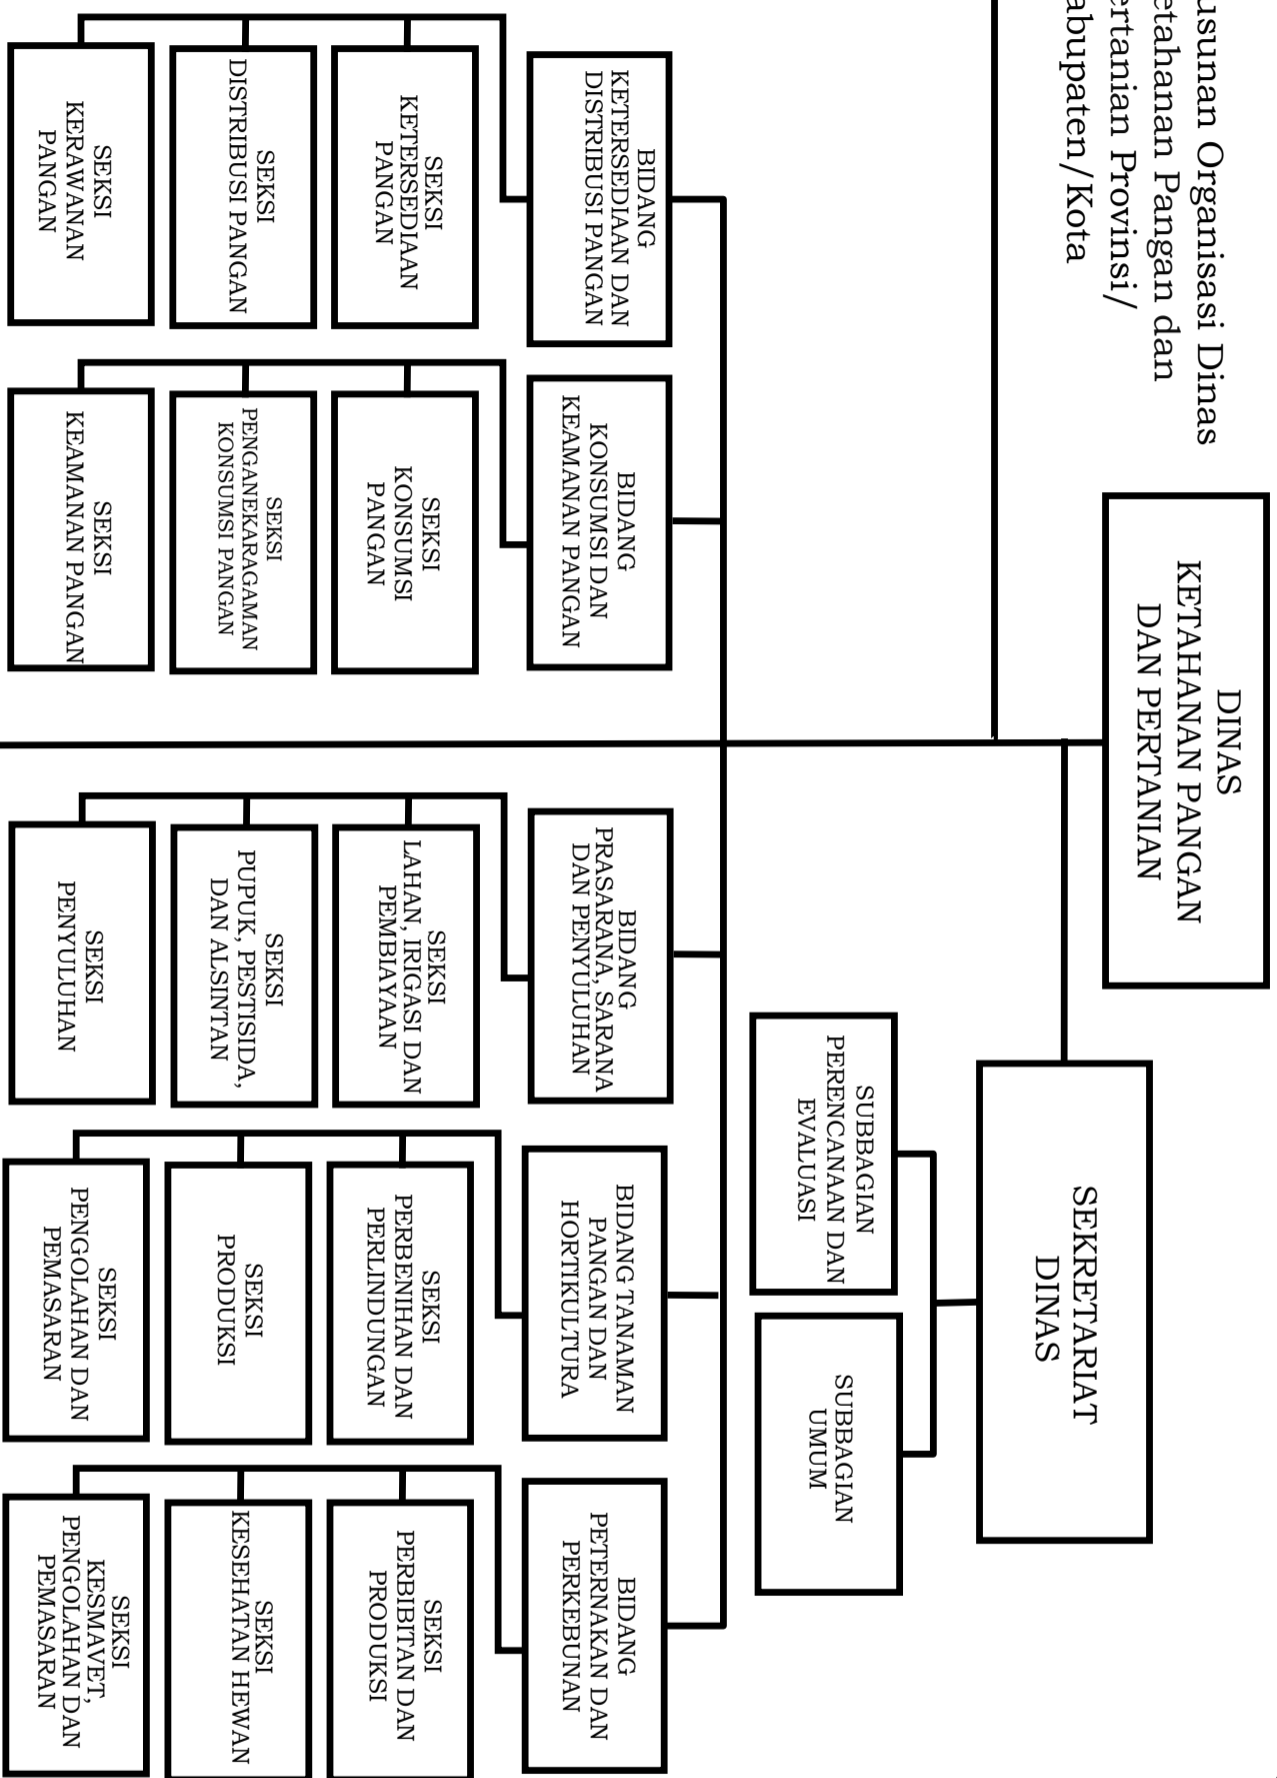 usunan Organisasi Dinas
etahanan Pangan dan
ertanian Provinsi/
abupaten/Kota
DINAS
KETAHANAN PANGAN
DAN PERTANIAN
SEKRETARIAT
DINAS
SUBBAGIAN
PERENCANAAN DAN
EVALUASI
SUBBAGIAN
UMUM
BIDANG
KETERSEDIAAN DAN
DISTRIBUSI PANGAN
BIDANG
KONSUMSI DAN
KEAMANAN PANGAN
BIDANG
PRASARANA, SARANA
DAN PENYULUHAN
BIDANG TANAMAN
PANGAN DAN
HORTIKULTURA
BIDANG
PETERNAKAN DAN
PERKEBUNAN
SEKSI
KETERSEDIAAN
PANGAN
SEKSI
KONSUMSI
PANGAN
SEKSI
LAHAN, IRIGASI DAN
PEMBIAYAAN
SEKSI
PERBENIHAN DAN
PERLINDUNGAN
SEKSI
PERBIBITAN DAN
PRODUKSI
SEKSI
DISTRIBUSI PANGAN
SEKSI
PENGANEKARAGAMAN
KONSUMSI PANGAN
SEKSI
PUPUK, PESTISIDA,
DAN ALSINTAN
SEKSI
PRODUKSI
SEKSI
KESEHATAN HEWAN
SEKSI
KERAWANAN
PANGAN
SEKSI
KEAMANAN PANGAN
SEKSI
PENYULUHAN
SEKSI
PENGOLAHAN DAN
PEMASARAN
SEKSI
KESMAVET,
PENGOLAHAN DAN
PEMASARAN